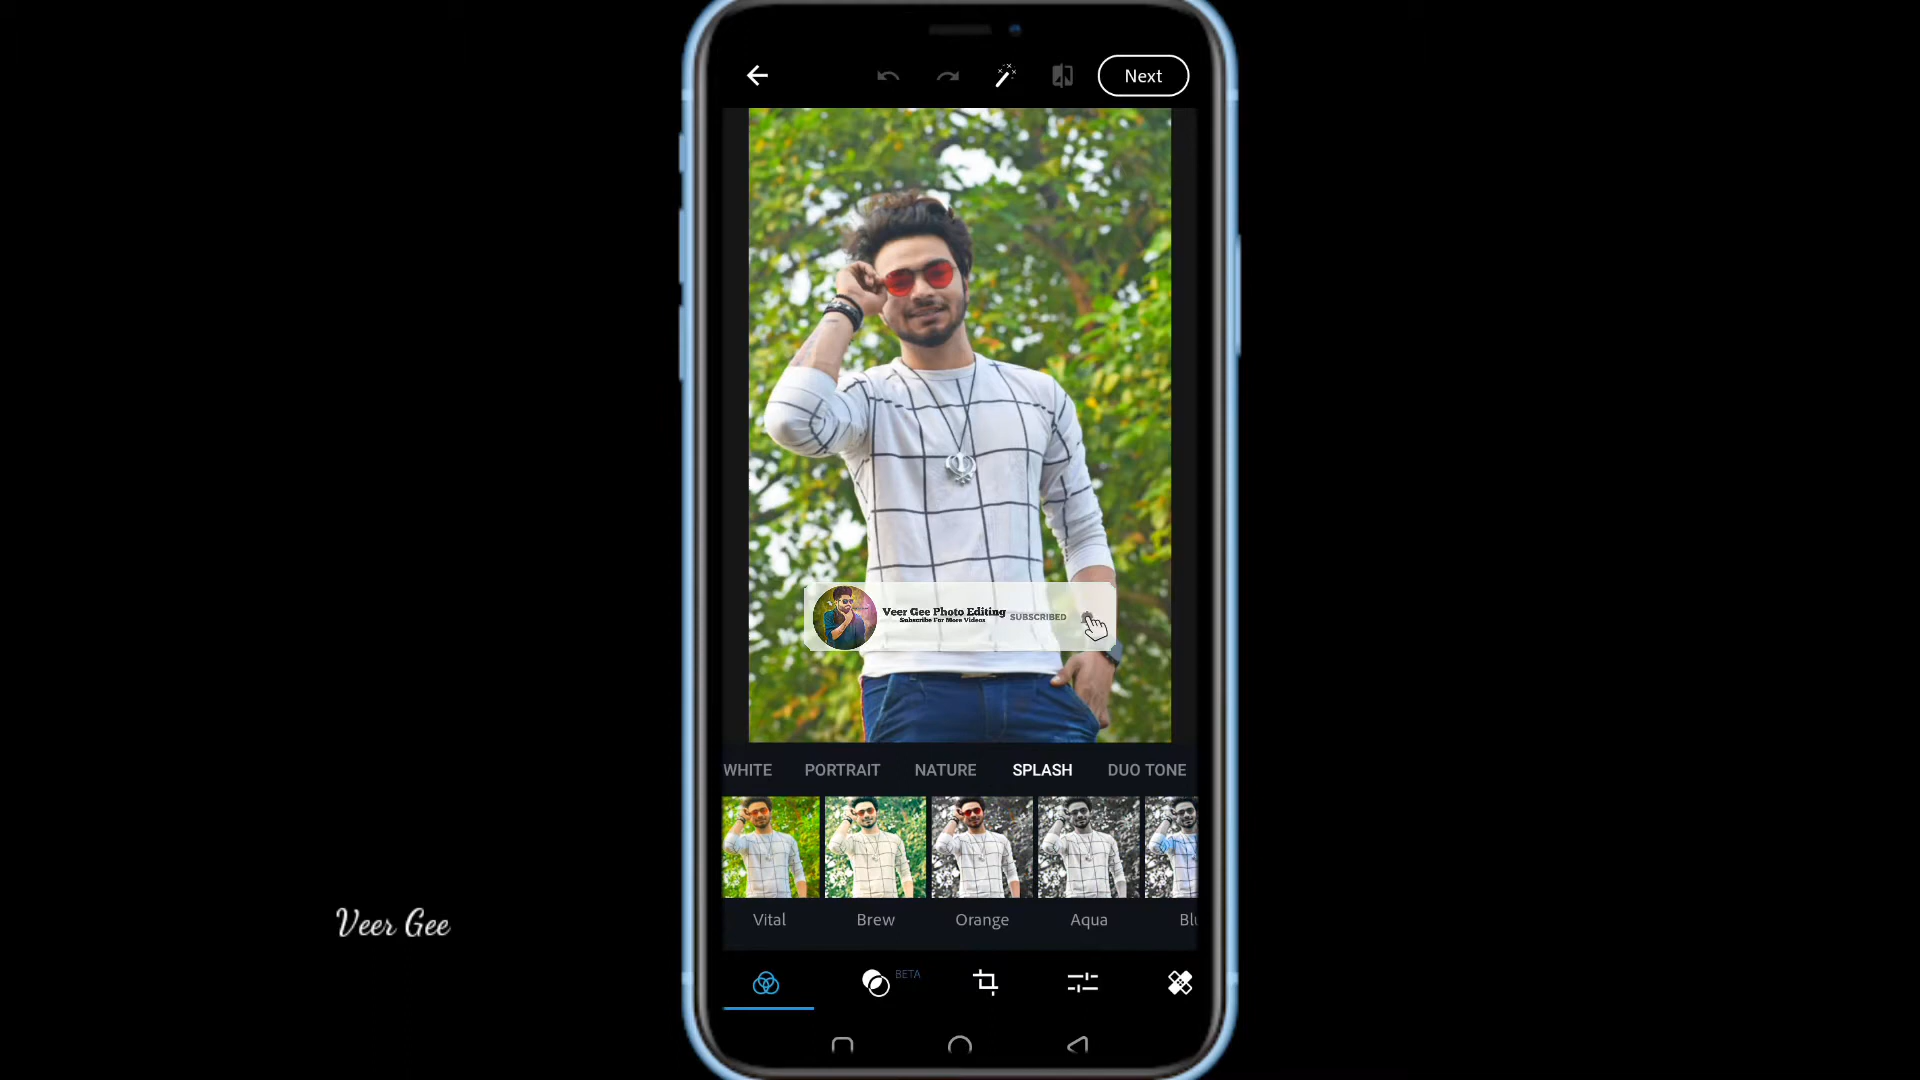 Next
Veer Gee Photo Editing
Subscribe For More Videos
SUBSCRIBED
WHITE PORTRAIT NATURE SPLASH DUO TONE
Vital Brew Orange Aqua
Veer Gee
BETA